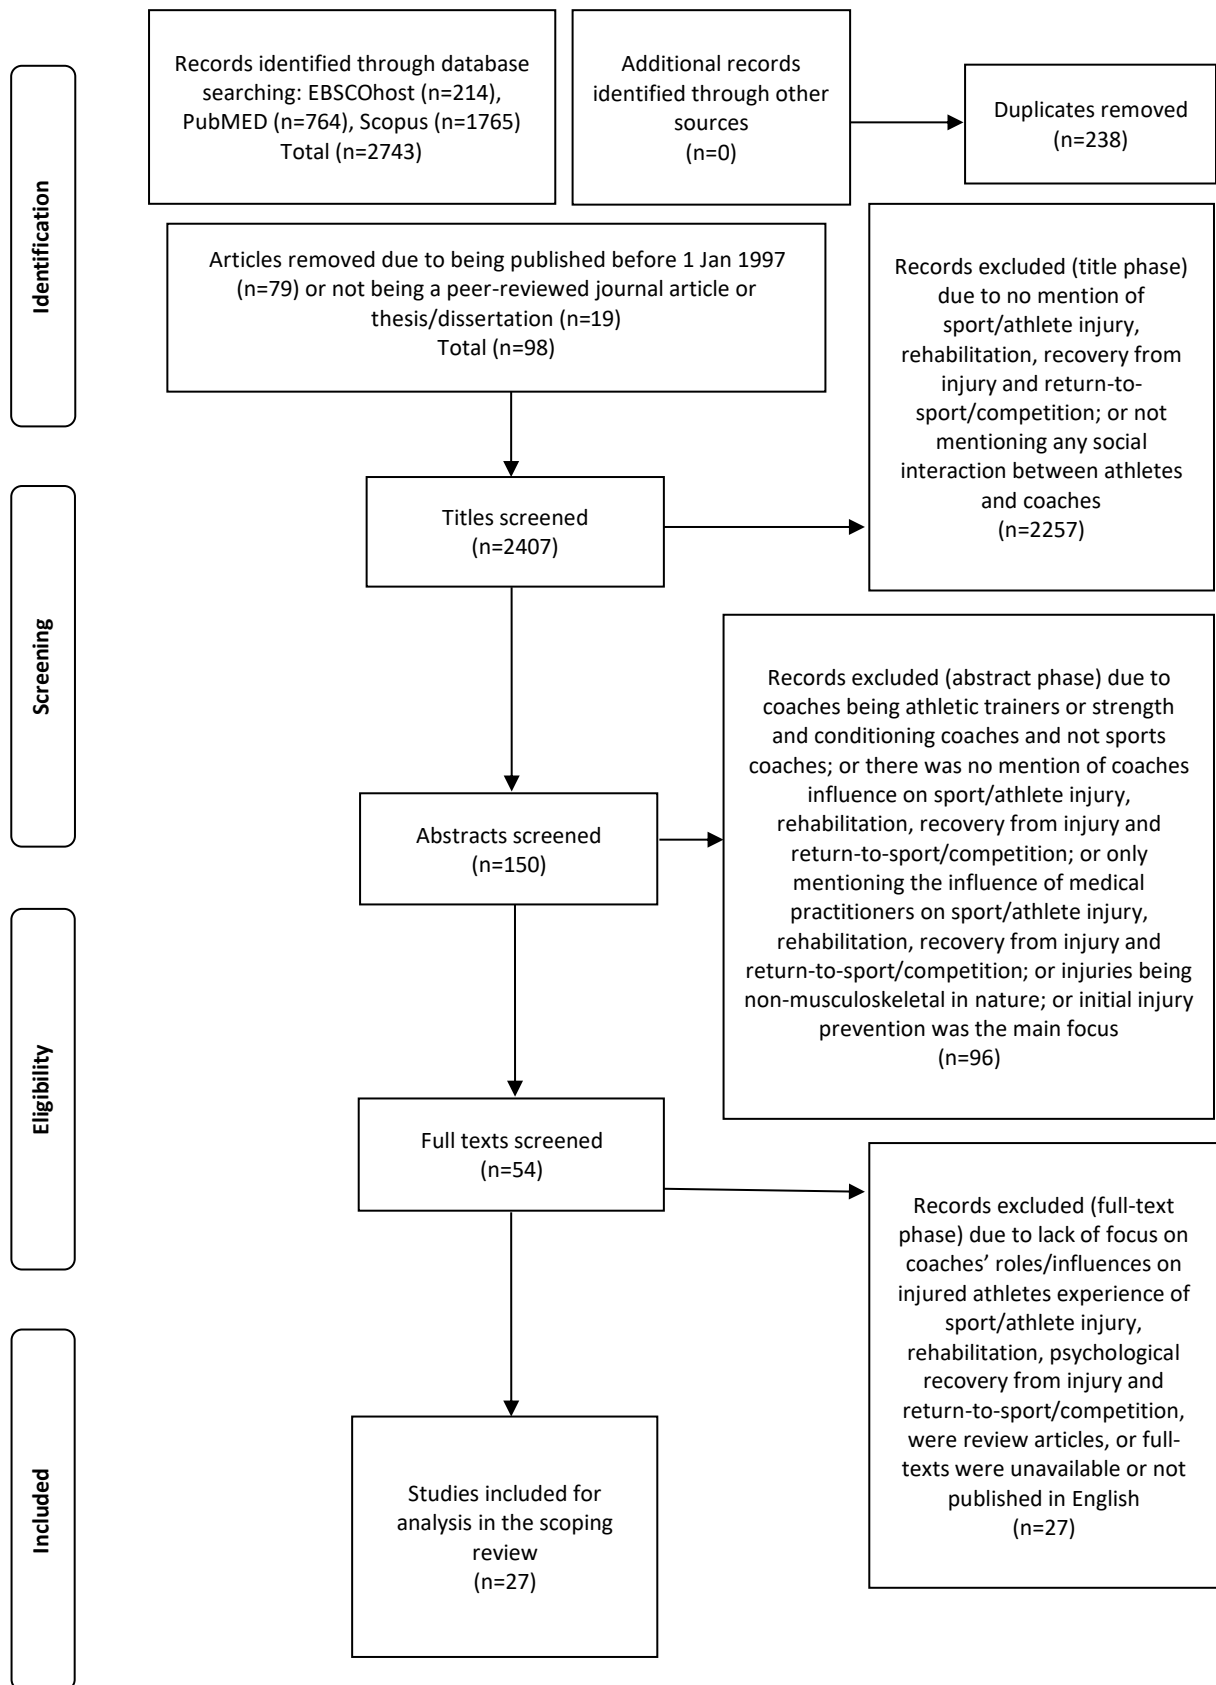 Records identified through database
searching: EBSCOhost (n=214),
PubMED (n=764), Scopus (n=1765)
Total (n=2743)
Additional records
identified through other
sources
(n=0)
Duplicates removed
(n=238)
Identification
Articles removed due to being published before 1 Jan 1997
(n=79) or not being a peer-reviewed journal article or
thesis/dissertation (n=19)
Total (n=98)
Records excluded (title phase)
due to no mention of
sport/athlete injury,
rehabilitation, recovery from
injury and return-to-
sport/competition; or not
mentioning any social
interaction between athletes
and coaches
(n=2257)
Titles screened
(n=2407)
Screening
Records excluded (abstract phase) due to
coaches being athletic trainers or strength
and conditioning coaches and not sports
coaches; or there was no mention of coaches
influence on sport/athlete injury,
rehabilitation, recovery from injury and
return-to-sport/competition; or only
mentioning the influence of medical
practitioners on sport/athlete injury,
rehabilitation, recovery from injury and
return-to-sport/competition; or injuries being
non-musculoskeletal in nature; or initial injury
prevention was the main focus
(n=96)
Abstracts screened
(n=150)
Eligibility
Full texts screened
(n=54)
Records excluded (full-text
phase) due to lack of focus on
coaches’ roles/influences on
injured athletes experience of
sport/athlete injury,
rehabilitation, psychological
recovery from injury and
return-to-sport/competition,
were review articles, or full-
texts were unavailable or not
published in English
(n=27)
Included
Studies included for
analysis in the scoping
review
(n=27)